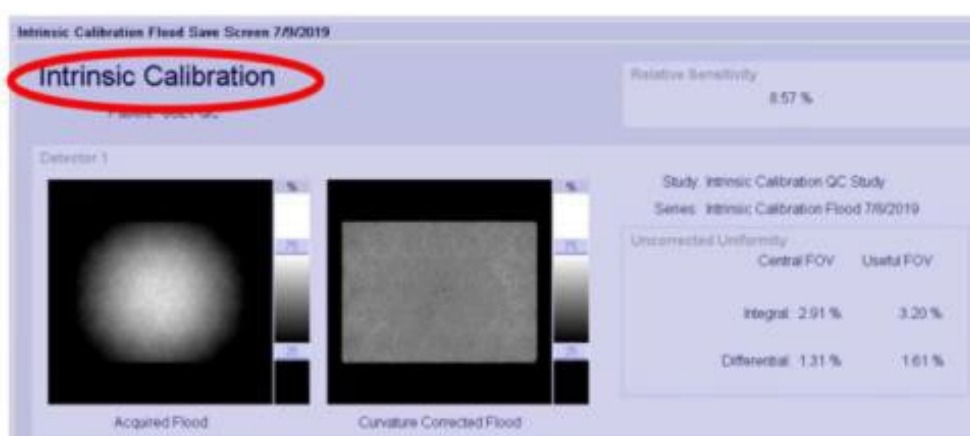 Intrinsic Calibration Flood Save Screen 7/9/2019
Intrinsic Calibration
Relative Sensitivity
8.57 %
Detector 1
%
%
Study: Intrinsic Calibration QC Study
Series: Intrinsic Calibration Flood 7/9/2019
75
75
Uncorrected Uniformity
Central FOV Useful FOV
Integral: 2.91 % 3.20 %
Differential: 1.31 % 1.61 %
Acquired Flood
Curvature Corrected Flood